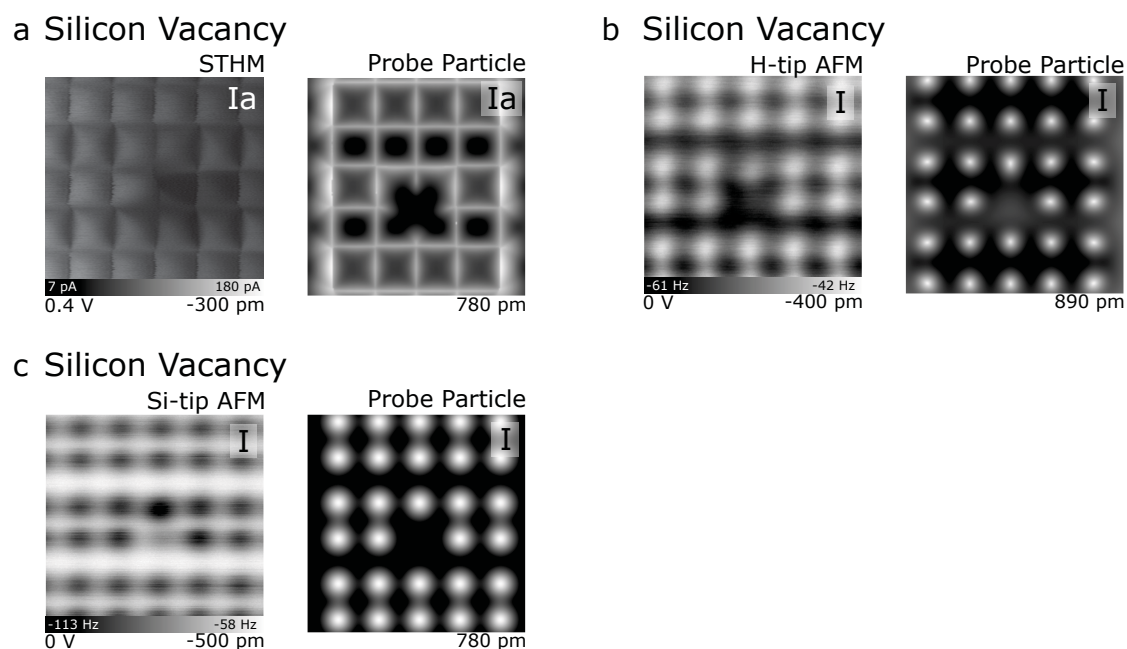 a Silicon Vacancy
STHM
Probe Particle
Ia
Ia
7 pA
180 pA
0.4 V
-300 pm
780 pm
b Silicon Vacancy
H-tip AFM
Probe Particle
I
I
-61 Hz
-42 Hz
0 V
-400 pm
890 pm
c Silicon Vacancy
Si-tip AFM
Probe Particle
I
I
-113 Hz
-58 Hz
0 V
-500 pm
780 pm